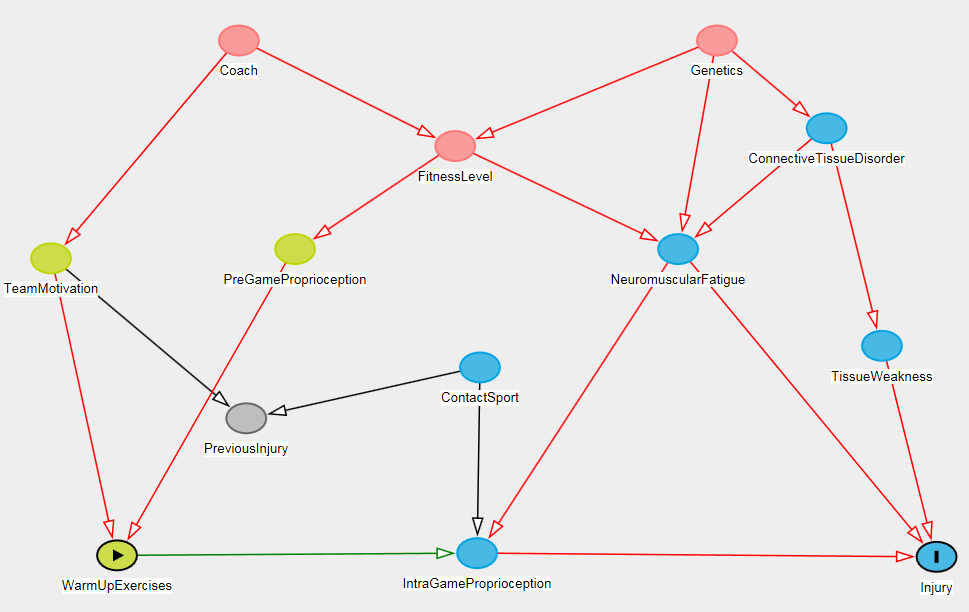 Coach
Genetics
ConnectiveTissueDisorder
FitnessLevel
TeamMotivation
PreGameProprioception
NeuromuscularFatigue
TissueWeakness
ContactSport
PreviousInjury
WarmUpExercises
IntraGameProprioception
Injury